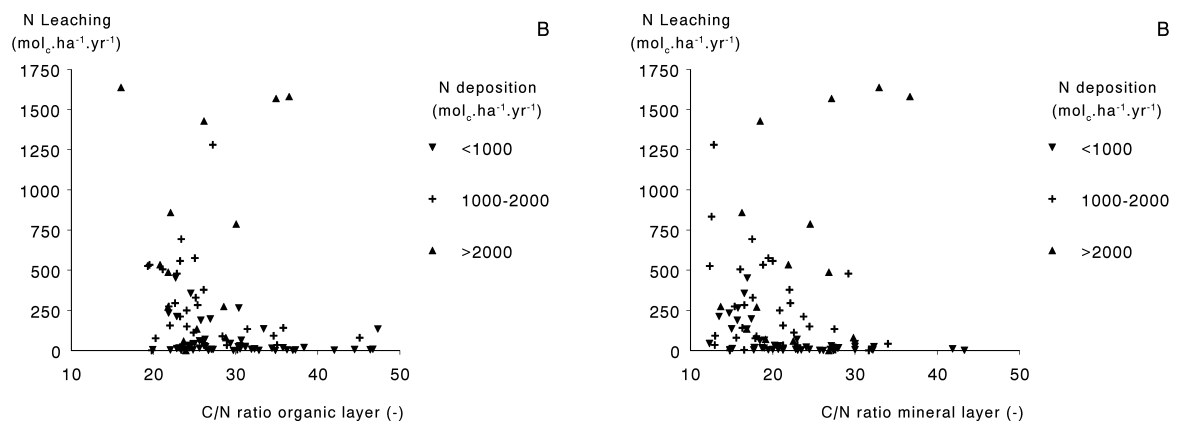 N Leaching
(molc.ha-1.yr-1)
B
1750
1500
1250
1000
750
500
250
0
10 20 30 40 50
C/N ratio organic layer (-)
N deposition
(molc.ha-1.yr-1)
<1000
1000-2000
>2000
N Leaching
(molc.ha-1.yr-1)
B
1750
1500
1250
1000
750
500
250
0
10 20 30 40 50
C/N ratio mineral layer (-)
N deposition
(molc.ha-1.yr-1)
<1000
1000-2000
>2000